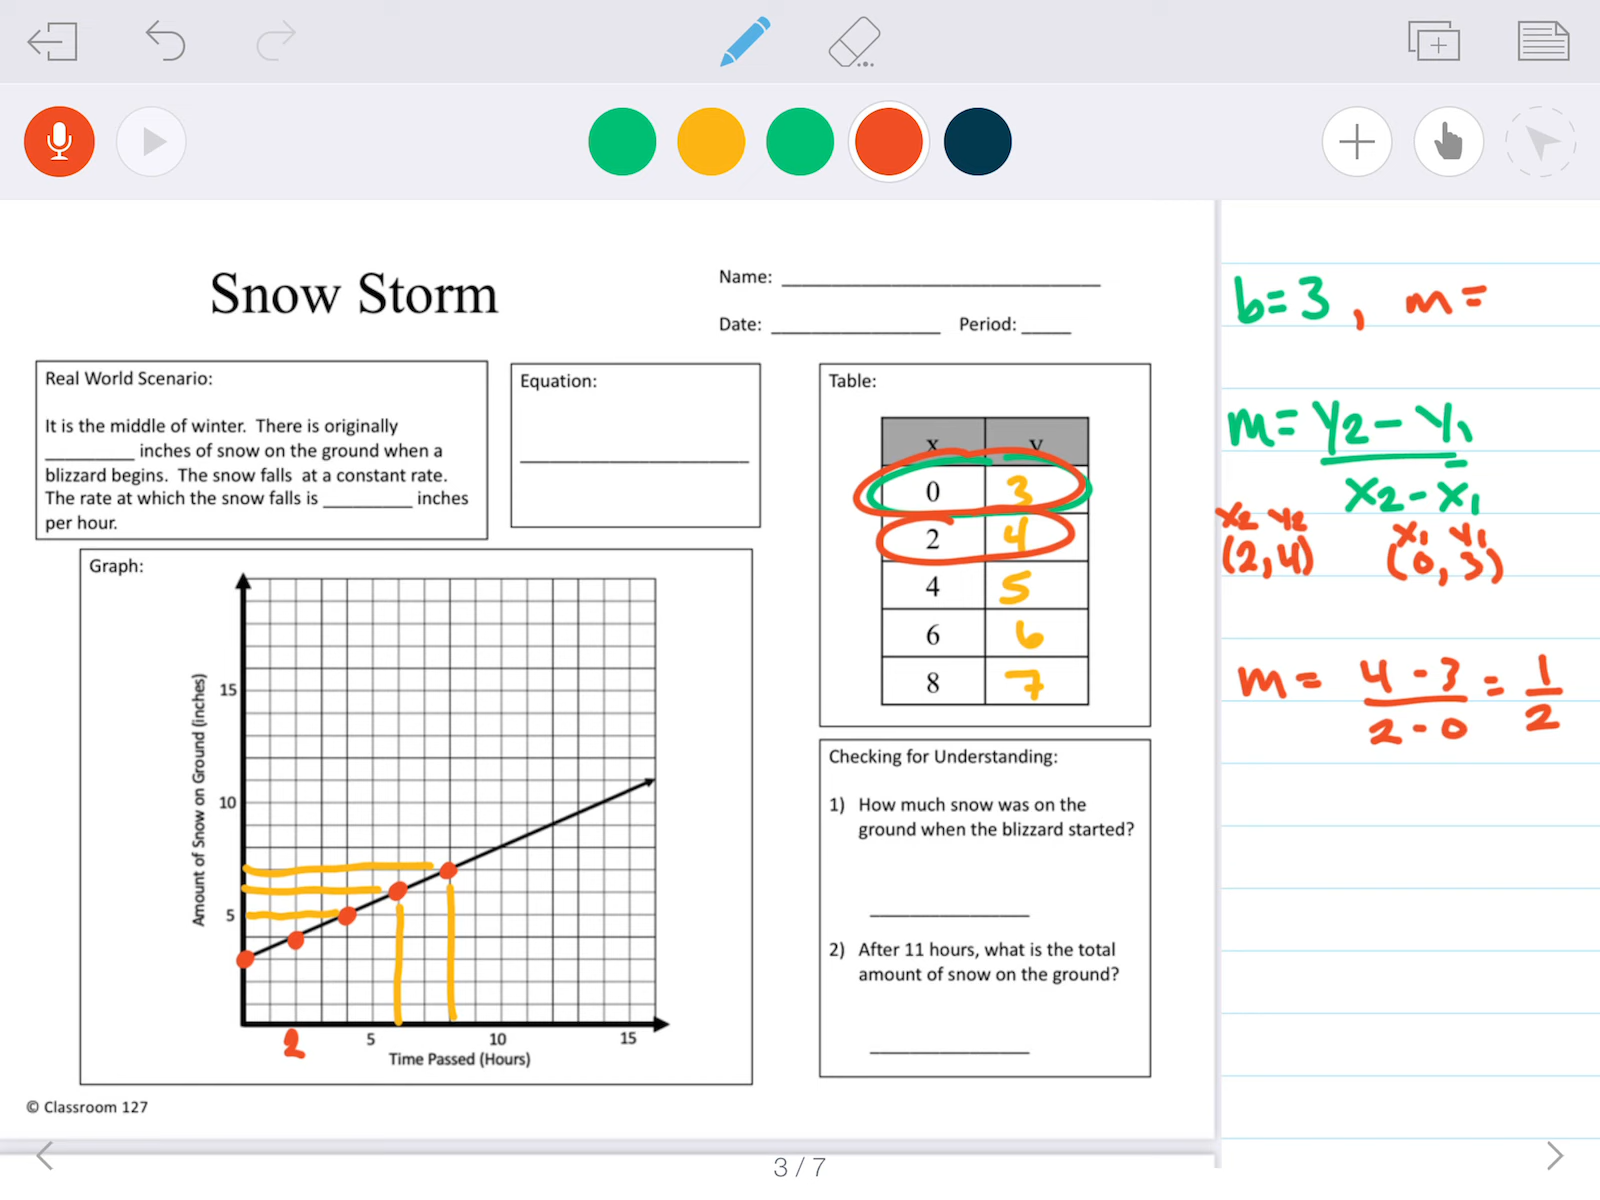 Snow Storm
Name:
Date: Period:
Real World Scenario:
It is the middle of winter. There is originally
inches of snow on the ground when a
blizzard begins. The snow falls at a constant rate.
The rate at which the snow falls is inches
per hour.
Equation:
Table:
x y
0 3
2 4
4 5
6 6
8 7
Graph:
Amount of Snow on Ground (inches)
15
10
5
2 5 10 15
Time Passed (Hours)
Checking for Understanding:
1) How much snow was on the
ground when the blizzard started?
2) After 11 hours, what is the total
amount of snow on the ground?
© Classroom 127
b=3, m=
m= y2 - y1
x2 - x1
x2 y2 x1 y1
(2,4) (0,3)
m= 4-3 = 1
2-0 2
3 / 7